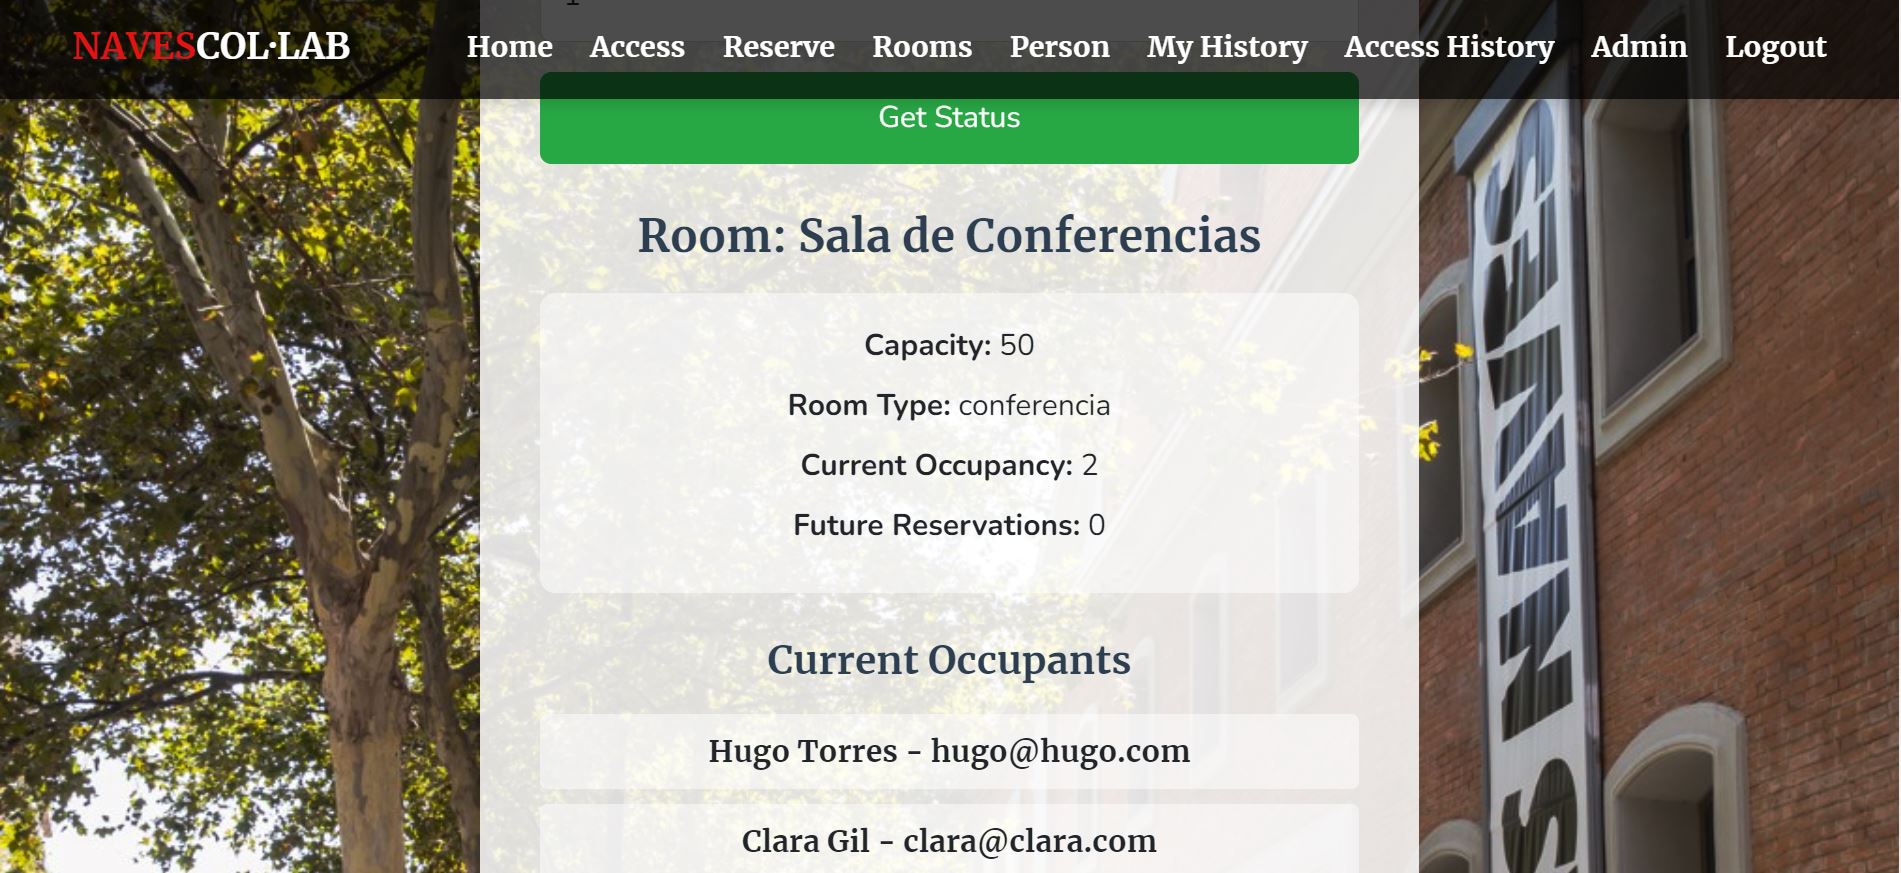 NAVESCOL·LAB Home Access Reserve Rooms Person My History Access History Admin Logout
Get Status
Room: Sala de Conferencias
Capacity: 50
Room Type: conferencia
Current Occupancy: 2
Future Reservations: 0
Current Occupants
Hugo Torres - hugo@hugo.com
Clara Gil - clara@clara.com